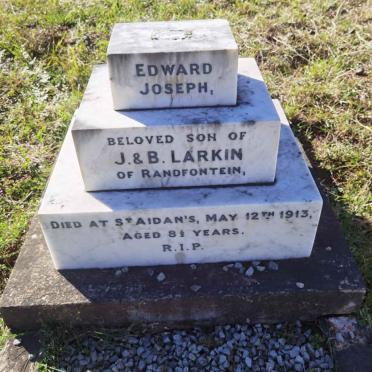 EDWARD
JOSEPH,
BELOVED SON OF
J. & B. LARKIN
OF RANDFONTEIN,
DIED AT ST AIDAN'S, MAY 12TH 1913,
AGED 8½ YEARS.
R.I.P.